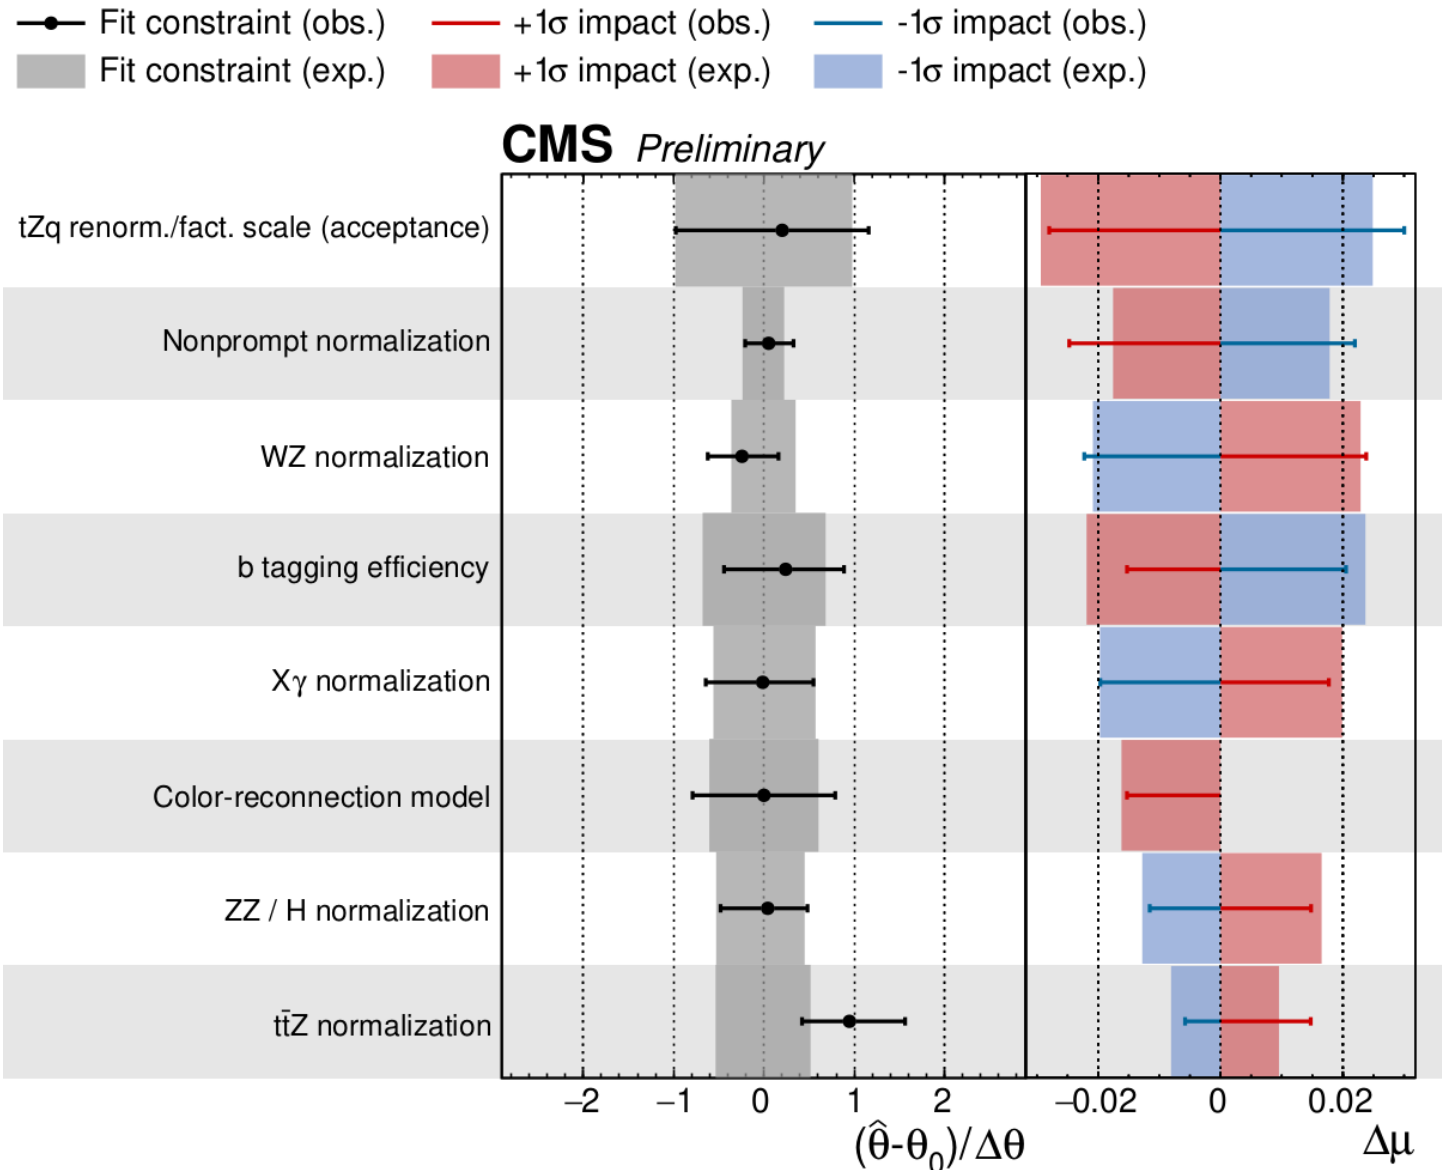 Fit constraint (obs.) +1σ impact (obs.) -1σ impact (obs.)
Fit constraint (exp.) +1σ impact (exp.) -1σ impact (exp.)
CMS Preliminary
tZq renorm./fact. scale (acceptance)
Nonprompt normalization
WZ normalization
b tagging efficiency
Xγ normalization
Color-reconnection model
ZZ / H normalization
tt̄Z normalization
−2 −1 0 1 2 −0.02 0 0.02
(θ̂-θ₀)/Δθ Δμ